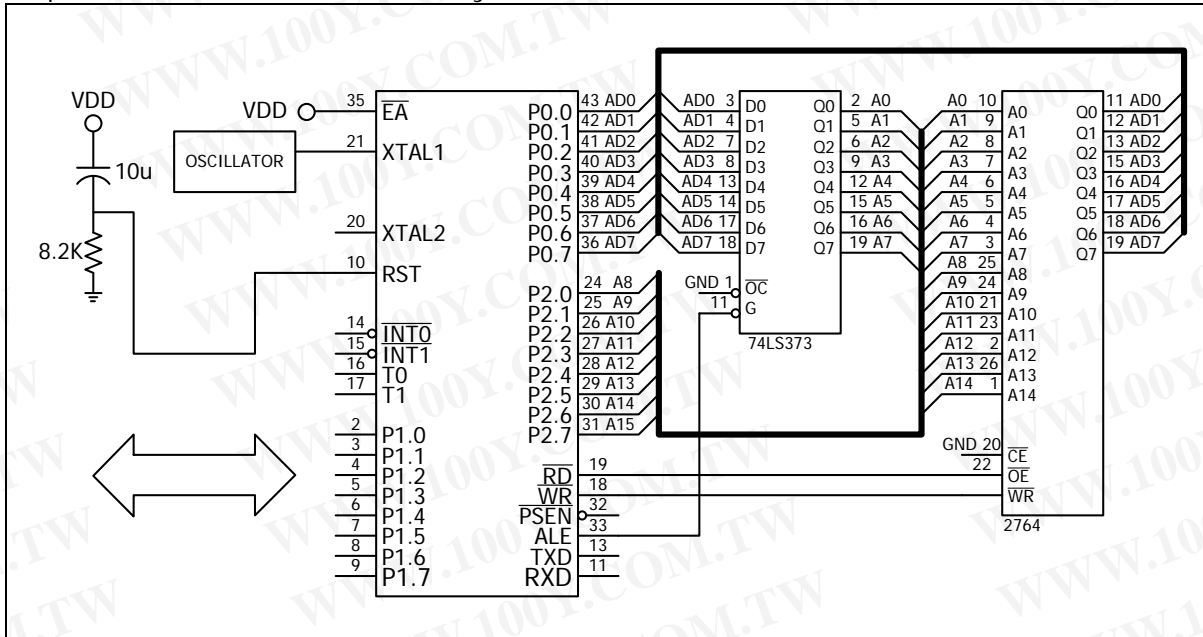 VDD
10u
8.2K
VDD
OSCILLATOR
35 EA
21 XTAL1
20 XTAL2
10 RST
14 INT0
15 INT1
16 T0
17 T1
2 P1.0
3 P1.1
4 P1.2
5 P1.3
6 P1.4
7 P1.5
8 P1.6
9 P1.7
P0.0 43 AD0
P0.1 42 AD1
P0.2 41 AD2
P0.3 40 AD3
P0.4 39 AD4
P0.5 38 AD5
P0.6 37 AD6
P0.7 36 AD7
P2.0 24 A8
P2.1 25 A9
P2.2 26 A10
P2.3 27 A11
P2.4 28 A12
P2.5 29 A13
P2.6 30 A14
P2.7 31 A15
RD 19
WR 18
PSEN 32
ALE 33
TXD 13
RXD 11
AD0 3 D0 Q0 2 A0
AD1 4 D1 Q1 5 A1
AD2 7 D2 Q2 6 A2
AD3 8 D3 Q3 9 A3
AD4 13 D4 Q4 12 A4
AD5 14 D5 Q5 15 A5
AD6 17 D6 Q6 16 A6
AD7 18 D7 Q7 19 A7
GND 1 OC
11 G
74LS373
A0 10 A0 Q0 11 AD0
A1 9 A1 Q1 12 AD1
A2 8 A2 Q2 13 AD2
A3 7 A3 Q3 15 AD3
A4 6 A4 Q4 16 AD4
A5 5 A5 Q5 17 AD5
A6 4 A6 Q6 18 AD6
A7 3 A7 Q7 19 AD7
A8 25 A8
A9 24 A9
A10 21 A10
A11 23 A11
A12 2 A12
A13 26 A13
A14 1 A14
GND 20 CE
22 OE
WR
2764
WWW.100Y.COM.TW